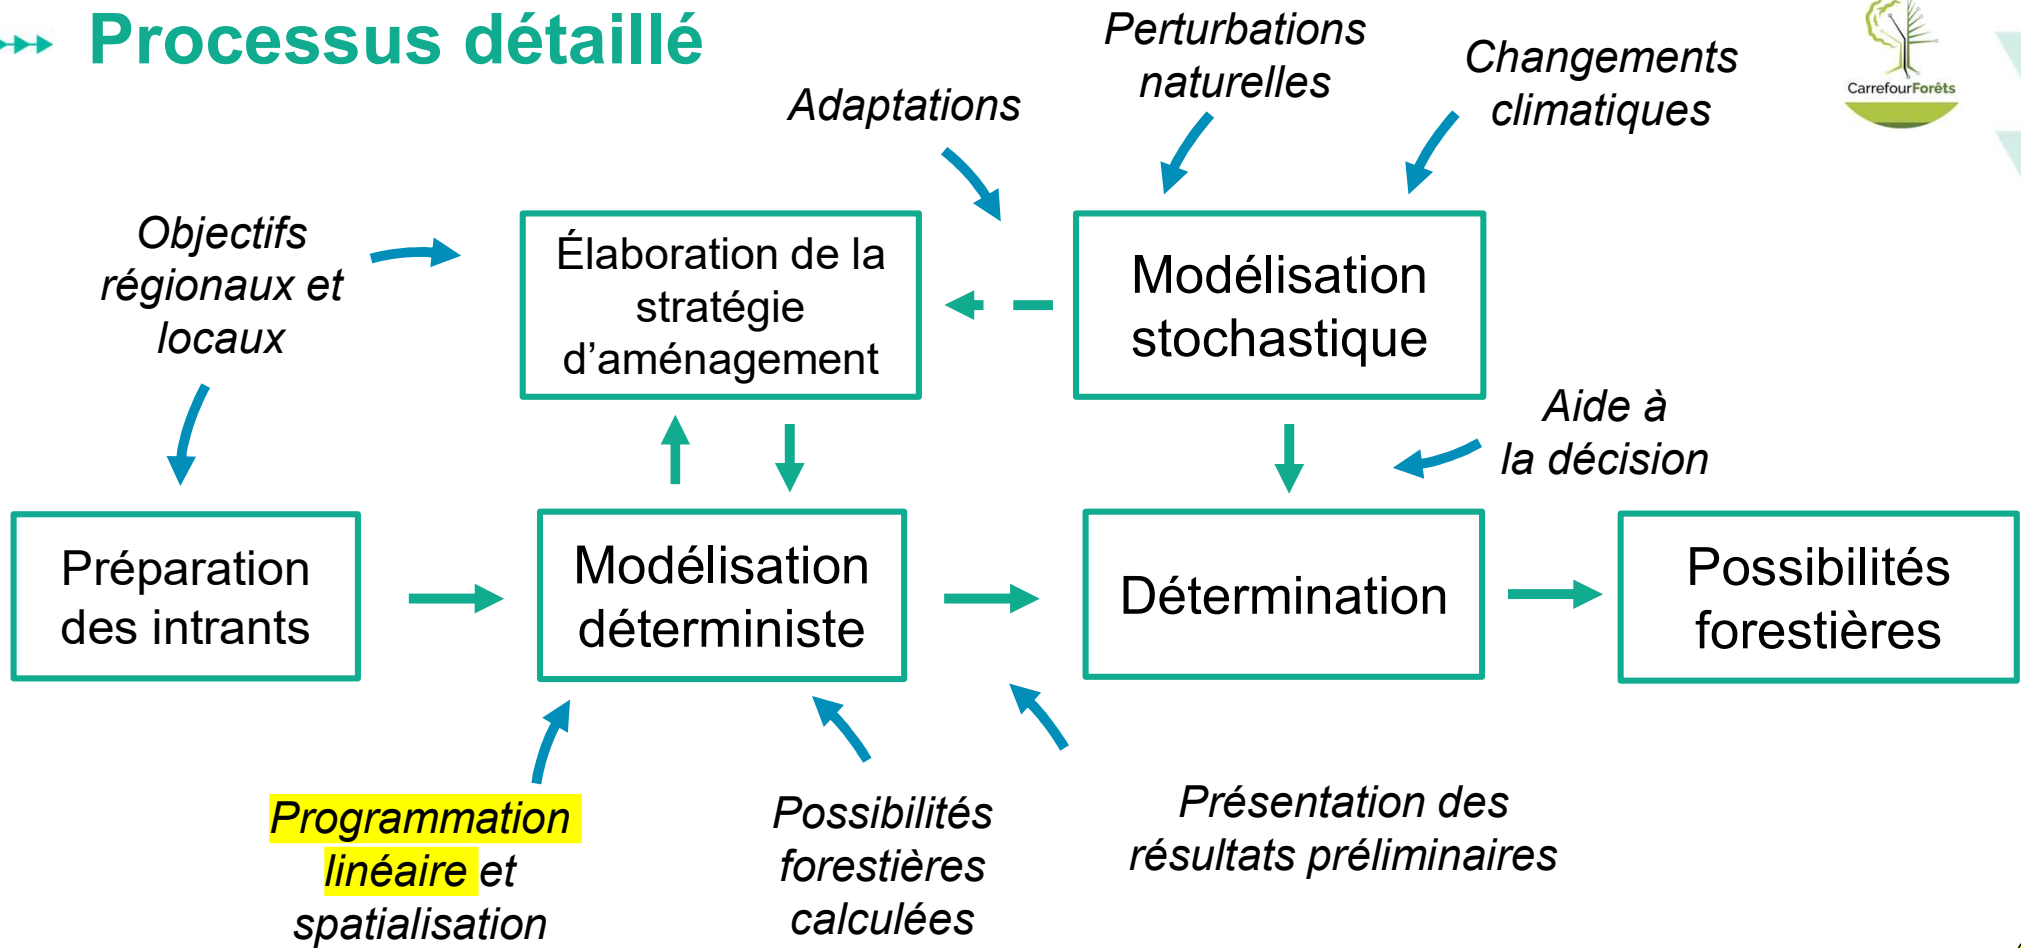 Processus détaillé
Perturbations
naturelles
Changements
climatiques
CarrefourForêts
Adaptations
Objectifs
régionaux et
locaux
Élaboration de la
stratégie
d’aménagement
Modélisation
stochastique
Aide à
la décision
Préparation
des intrants
Modélisation
déterministe
Détermination
Possibilités
forestières
Programmation
linéaire et
spatialisation
Possibilités
forestières
calculées
Présentation des
résultats préliminaires